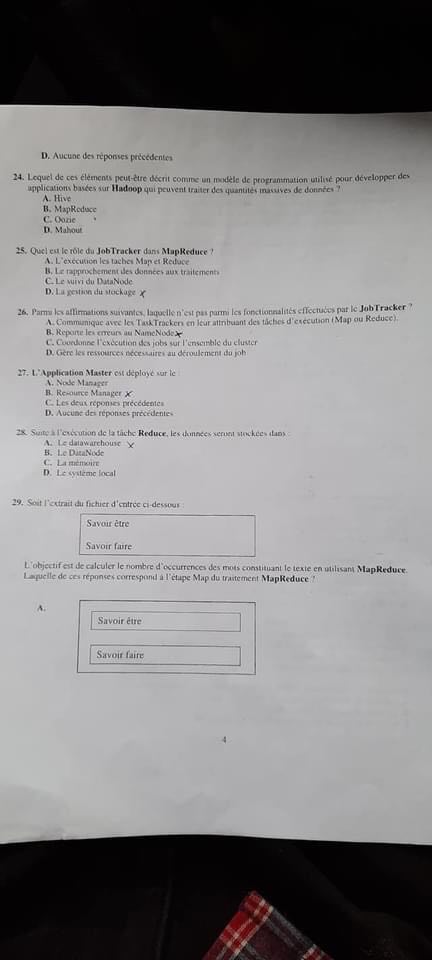 D. Aucune des réponses précédentes
24. Lequel de ces éléments peut-être décrit comme un modèle de programmation utilisé pour développer des
applications basées sur Hadoop qui peuvent traiter des quantités massives de données ?
A. Hive
B. MapReduce
C. Oozie
D. Mahout
25. Quel est le rôle du JobTracker dans MapReduce ?
A. L'exécution les taches Map et Reduce
B. Le rapprochement des données aux traitements
C. Le suivi du DataNode
D. La gestion du stockage X
26. Parmi les affirmations suivantes, laquelle n'est pas parmi les fonctionnalités effectuées par le JobTracker ?
A. Communique avec les TaskTrackers en leur attribuant des tâches d'exécution (Map ou Reduce).
B. Reporte les erreurs au NameNode X
C. Coordonne l'exécution des jobs sur l'ensemble du cluster
D. Gère les ressources nécessaires au déroulement du job
27. L'Application Master est déployé sur le :
A. Node Manager
B. Resource Manager X
C. Les deux réponses précédentes
D. Aucune des réponses précédentes
28. Suite à l'exécution de la tâche Reduce, les données seront stockées dans :
A. Le datawarehouse X
B. Le DataNode
C. La mémoire
D. Le système local
29. Soit l'extrait du fichier d'entrée ci-dessous :
Savoir être
Savoir faire
L'objectif est de calculer le nombre d'occurrences des mots constituant le texte en utilisant MapReduce.
Laquelle de ces réponses correspond à l'étape Map du traitement MapReduce ?
A.
Savoir être
Savoir faire
4